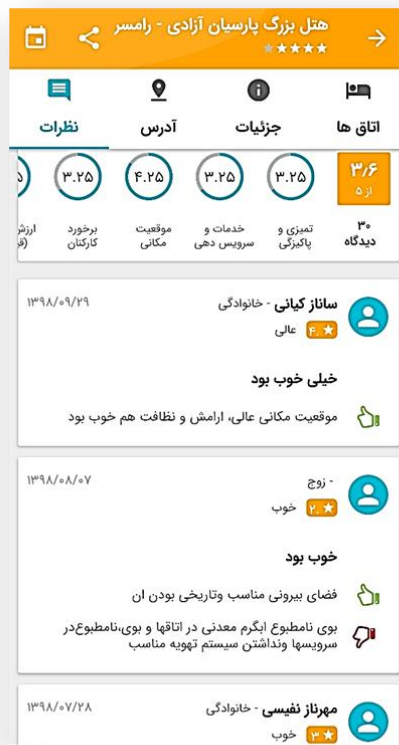 هتل بزرگ پارسیان آزادی - رامسر
اتاق ها
جزئیات
آدرس
نظرات
۳٫۶
از ۵
۳۰
دیدگاه
۳.۲۵
تمیزی و
پاکیزگی
۳.۲۵
خدمات و
سرویس دهی
۴.۲۵
موقعیت
مکانی
۳.۲۵
برخورد
کارکنان
ساناز کیانی - خانوادگی
۱۳۹۸/۰۹/۲۹
۴. عالی
خیلی خوب بود
موقعیت مکانی عالی، ارامش و نظافت هم خوب بود
- زوج
۱۳۹۸/۰۸/۰۷
۲. خوب
خوب بود
فضای بیرونی مناسب وتاریخی بودن ان
بوی نامطبوع ابگرم معدنی در اتاقها و بوی،نامطبوع‌در
سرویسها ونداشتن سیستم تهویه مناسب
مهرناز نفیسی - خانوادگی
۱۳۹۸/۰۷/۲۸
۳ خوب